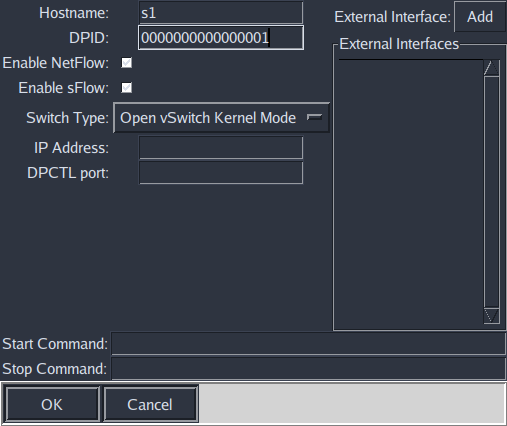 Hostname: s1
External Interface: Add
DPID: 0000000000000001
External Interfaces
Enable NetFlow:
Enable sFlow:
Switch Type: Open vSwitch Kernel Mode
IP Address:
DPCTL port:
Start Command:
Stop Command:
OK Cancel